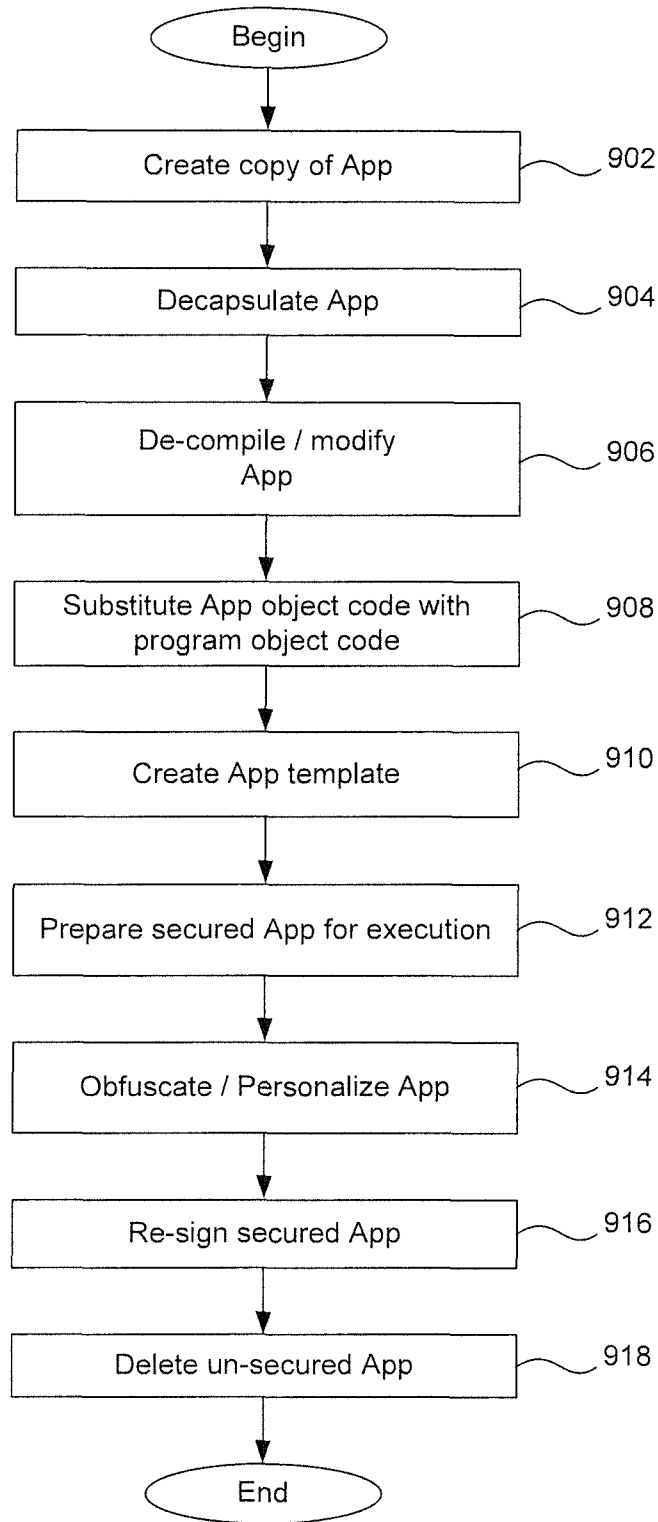 Begin
Create copy of App
902
Decapsulate App
904
De-compile / modify
App
906
Substitute App object code with
program object code
908
Create App template
910
Prepare secured App for execution
912
Obfuscate / Personalize App
914
Re-sign secured App
916
Delete un-secured App
918
End